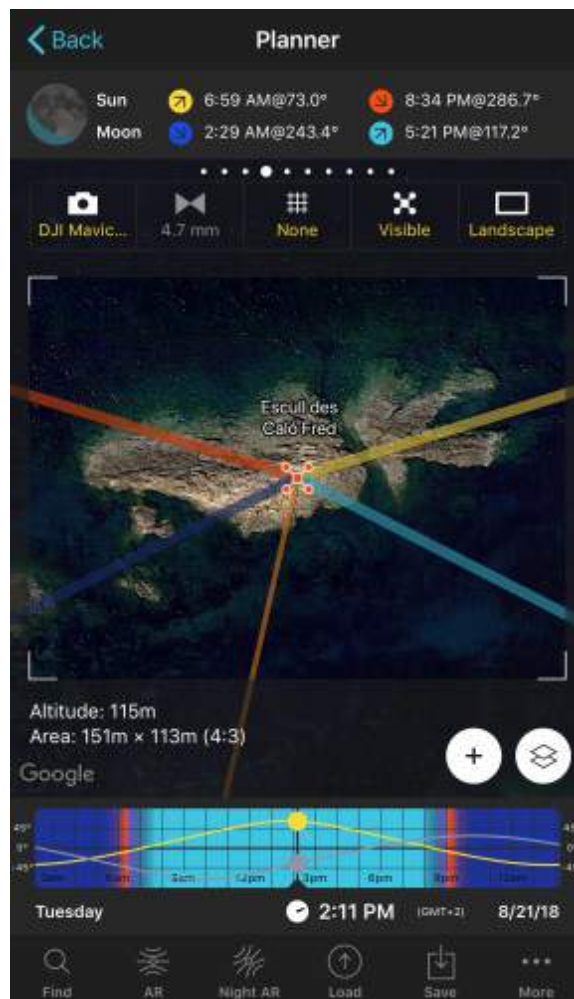 Back Planner
Sun 6:59 AM@73.0° 8:34 PM@286.7°
Moon 2:29 AM@243.4° 5:21 PM@117.2°
DJI Mavic... 4.7 mm None Visible Landscape
Escull des
Caló Fred
Altitude: 115m
Area: 151m × 113m (4:3)
Google
Tuesday 2:11 PM (GMT+2) 8/21/18
Find AR Night AR Load Save More